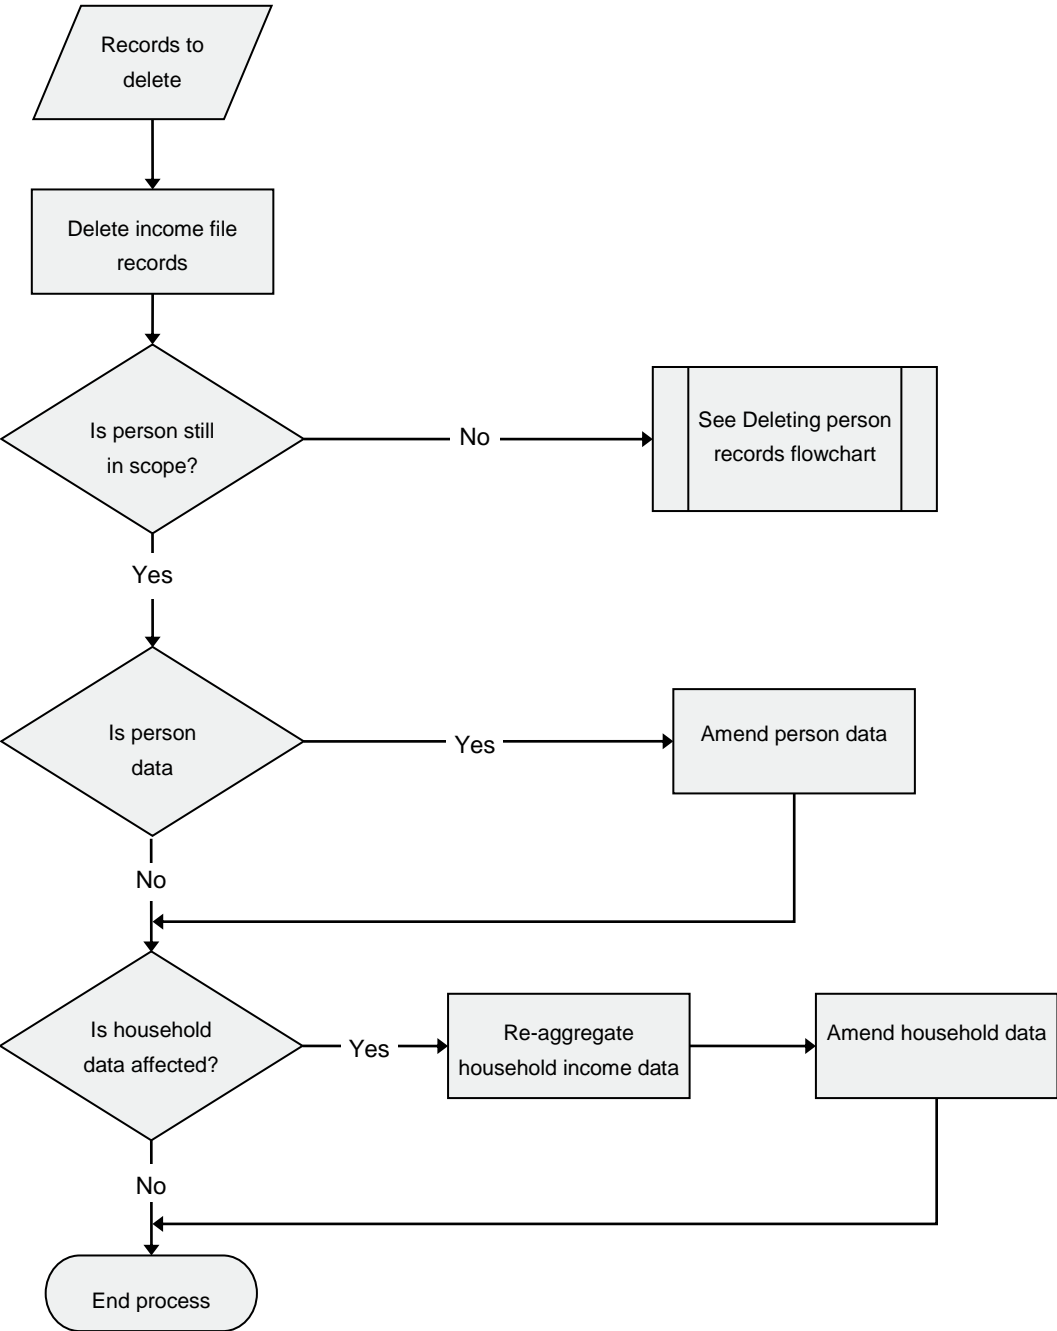 Records to
delete
Delete income file
records
Is person still
in scope?
No
See Deleting person
records flowchart
Yes
Is person
data
Yes
Amend person data
No
Is household
data affected?
Yes
Re-aggregate
household income data
Amend household data
No
End process